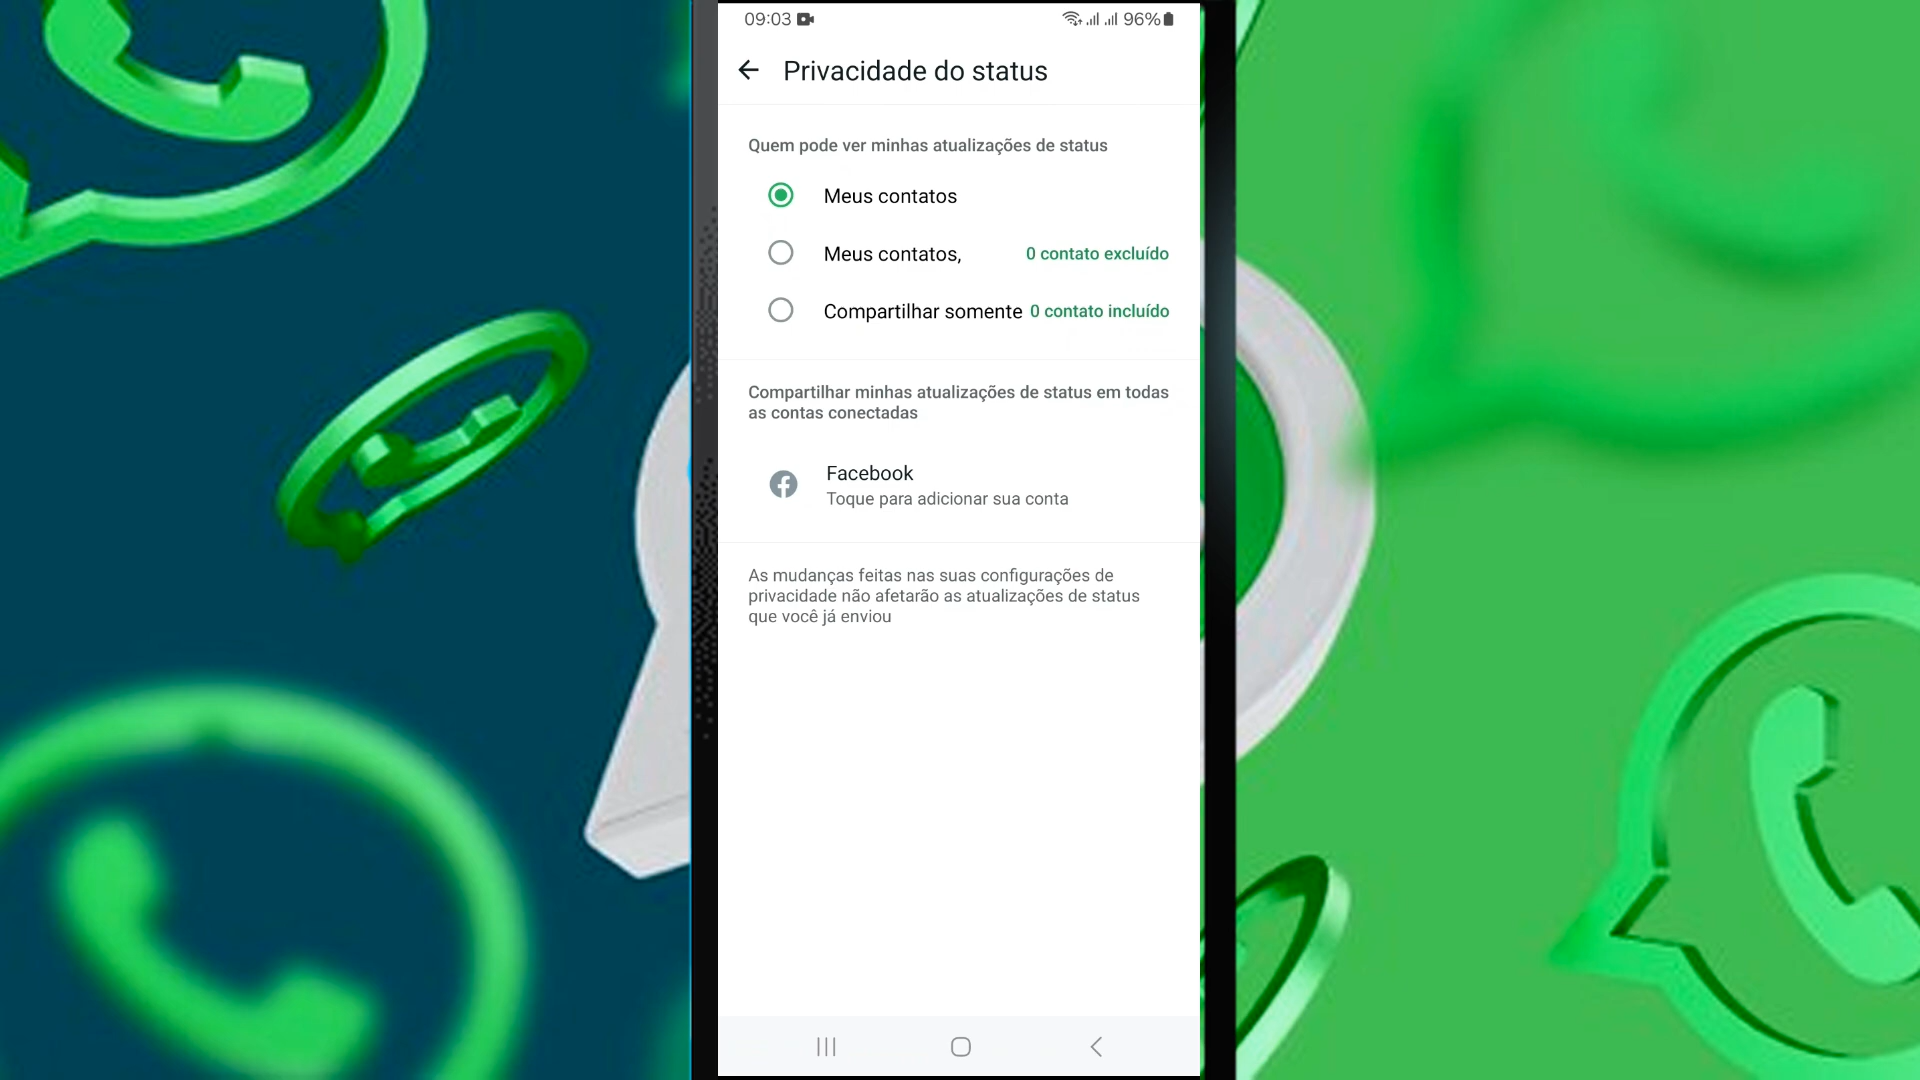 09:03 96%
Privacidade do status
Quem pode ver minhas atualizações de status
Meus contatos
Meus contatos, 0 contato excluído
Compartilhar somente 0 contato incluído
Compartilhar minhas atualizações de status em todas
as contas conectadas
Facebook
Toque para adicionar sua conta
As mudanças feitas nas suas configurações de
privacidade não afetarão as atualizações de status
que você já enviou